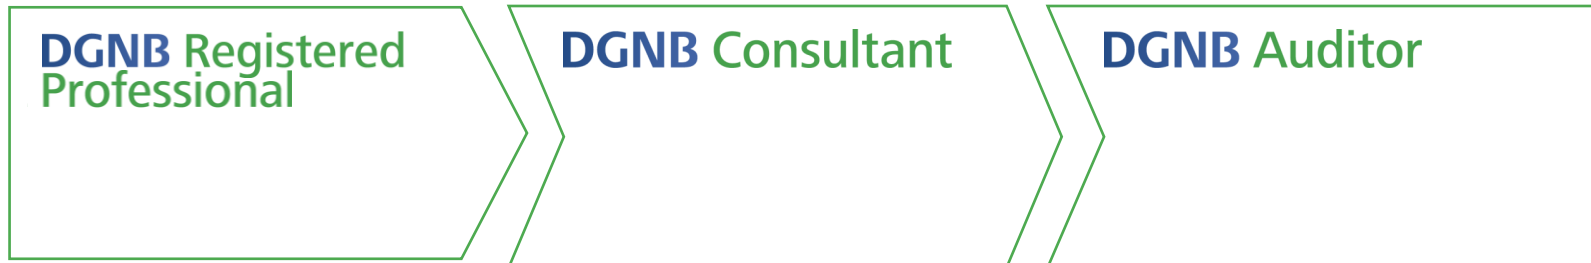 DGNB Registered
Professional
DGNB Consultant
DGNB Auditor